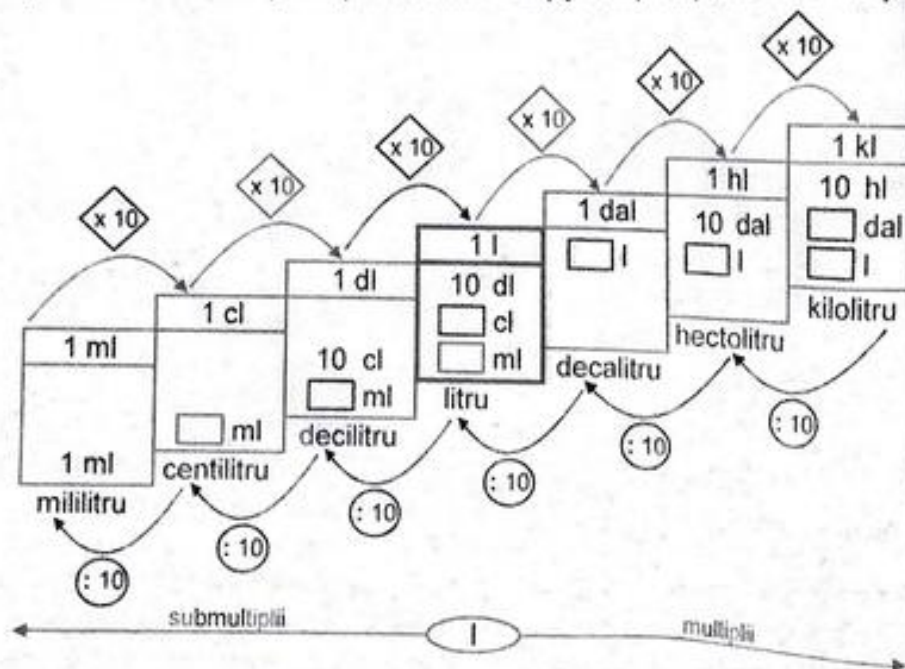 x 10
x 10
x 10
x 10
x 10
x 10
1 ml
1 ml
mililitru
1 cl
ml
centilitru
1 dl
10 cl
ml
decilitru
1 l
10 dl
cl
ml
litru
1 dal
l
decalitru
1 hl
10 dal
l
hectolitru
1 kl
10 hl
dal
l
kilolitru
: 10
: 10
: 10
: 10
: 10
: 10
submultiplii
l
multiplii